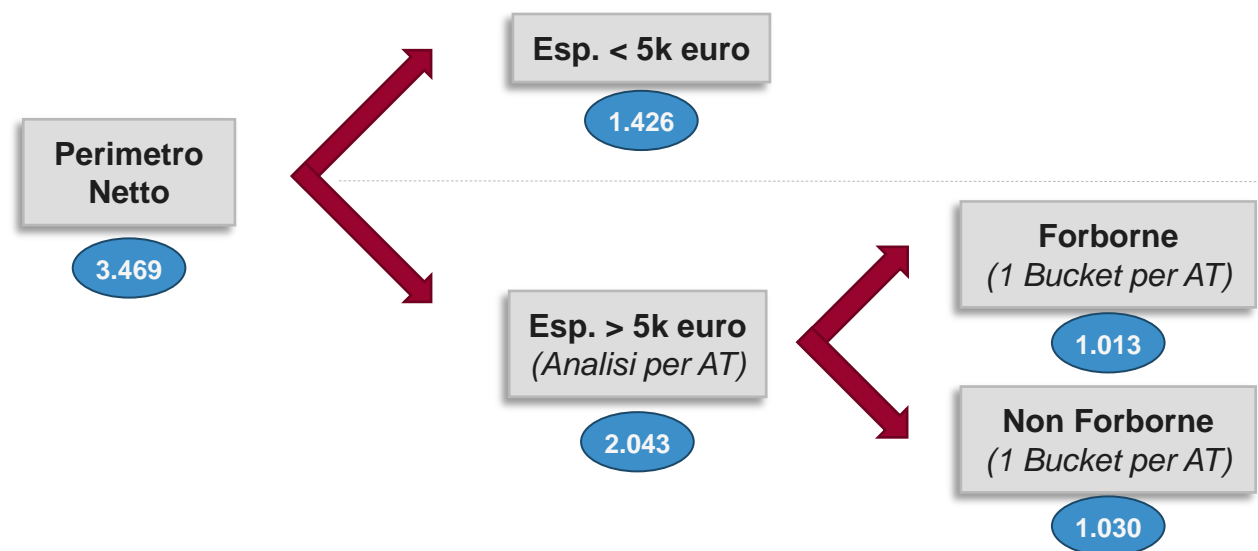 Esp. < 5k euro
1.426
Perimetro
Netto
3.469
Esp. > 5k euro
(Analisi per AT)
2.043
Forborne
(1 Bucket per AT)
1.013
Non Forborne
(1 Bucket per AT)
1.030